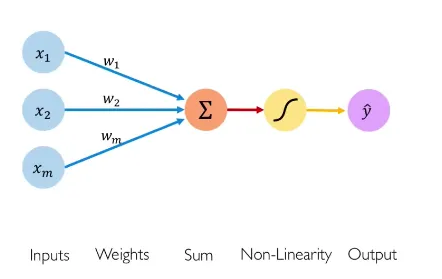 x₁ w₁
x₂ w₂ Σ ŷ
xₘ wₘ
Inputs Weights Sum Non-Linearity Output